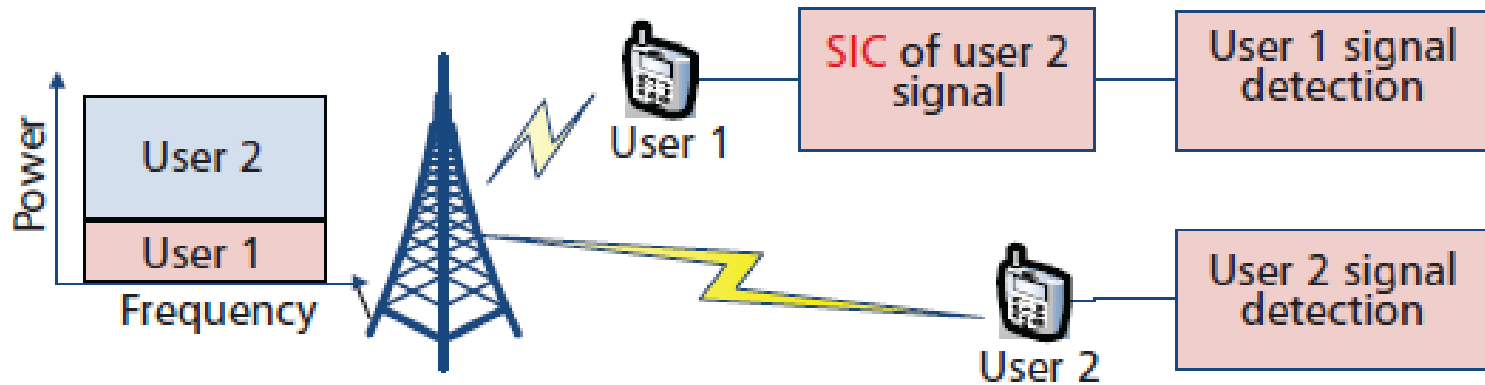 Power
User 2
User 1
Frequency
User 1
SIC of user 2
signal
User 1 signal
detection
User 2
User 2 signal
detection